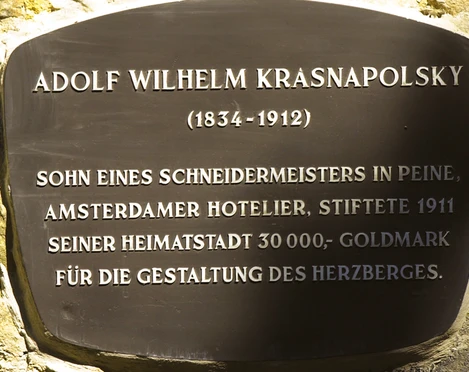 ADOLF WILHELM KRASNAPOLSKY
(1834-1912)
SOHN EINES SCHNEIDERMEISTERS IN PEINE,
AMSTERDAMER HOTELIER, STIFTETE 1911
SEINER HEIMATSTADT 30 000,- GOLDMARK
FÜR DIE GESTALTUNG DES HERZBERGES.